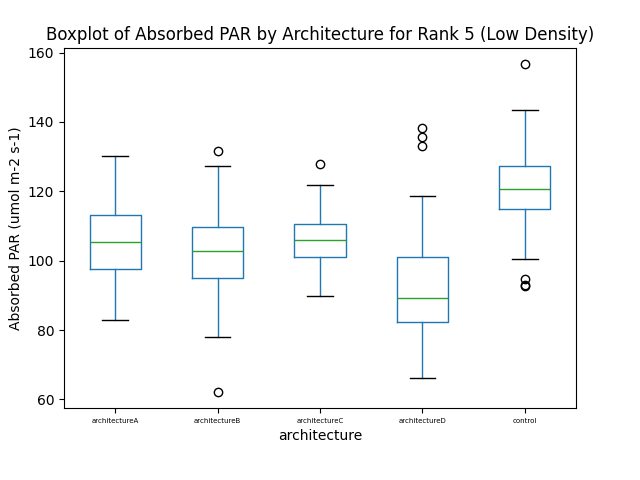 Boxplot of Absorbed PAR by Architecture for Rank 5 (Low Density)
160
140
120
100
80
60
Absorbed PAR (umol m-2 s-1)
architectureA architectureB architectureC architectureD control
architecture